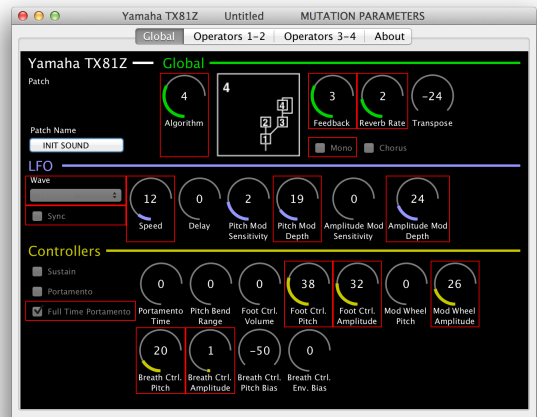 Yamaha TX81Z Untitled MUTATION PARAMETERS
Global Operators 1-2 Operators 3-4 About
Yamaha TX81Z Global
Patch
Patch Name
INIT SOUND
4
Algorithm
4
4
2 3
1
3
Feedback
2
Reverb Rate
-24
Transpose
Mono Chorus
LFO
Wave
Sync
12
Speed
0
Delay
2
Pitch Mod
Sensitivity
19
Pitch Mod
Depth
0
Amplitude Mod
Sensitivity
24
Amplitude Mod
Depth
Controllers
Sustain
Portamento
Full Time Portamento
0
Portamento
Time
0
Pitch Bend
Range
0
Foot Ctrl.
Volume
38
Foot Ctrl.
Pitch
32
Foot Ctrl.
Amplitude
0
Mod Wheel
Pitch
26
Mod Wheel
Amplitude
20
Breath Ctrl.
Pitch
1
Breath Ctrl.
Amplitude
-50
Breath Ctrl.
Pitch Bias
0
Breath Ctrl.
Env. Bias